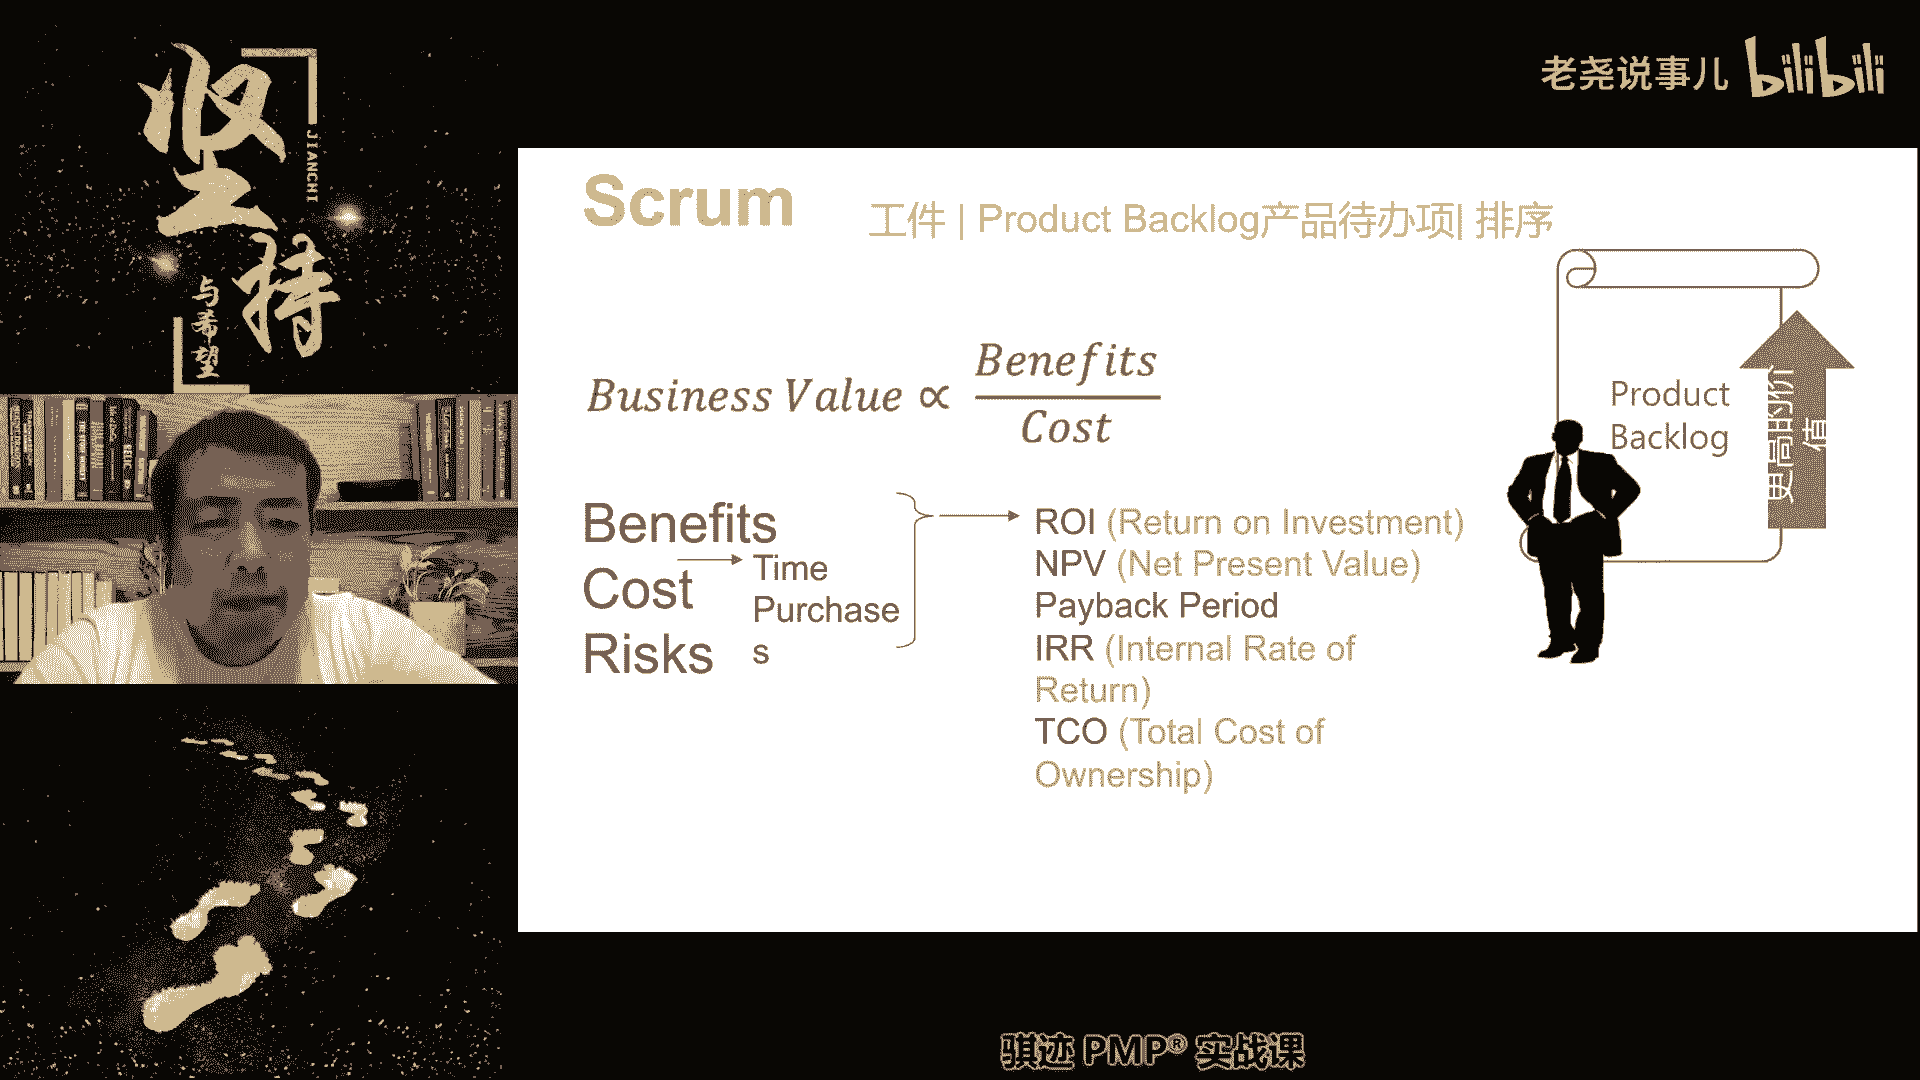 坚持
JIANCHI
与希望
老尧说事儿 bilibili
Scrum
工件 | Product Backlog产品待办项| 排序
Business Value ∝ Benefits
Cost
Benefits
Cost
Risks
Time
Purchase
s
ROI (Return on Investment)
NPV (Net Present Value)
Payback Period
IRR (Internal Rate of
Return)
TCO (Total Cost of
Ownership)
Product
Backlog
更高的价
值
骐迹 PMP® 实战课